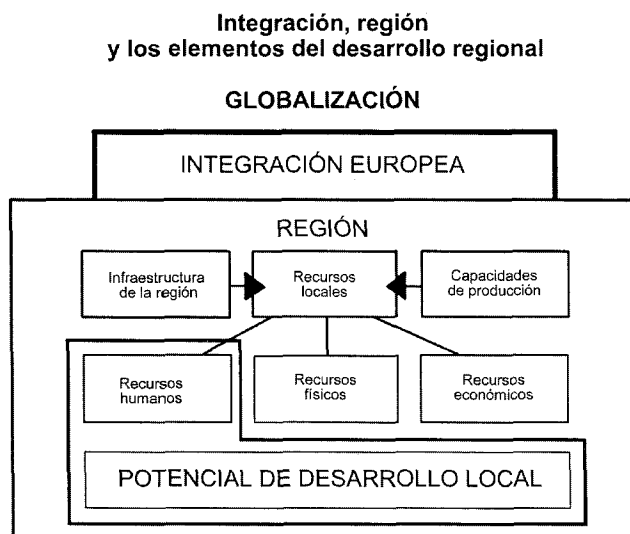 Integración, región
y los elementos del desarrollo regional
GLOBALIZACIÓN
INTEGRACIÓN EUROPEA
REGIÓN
Infraestructura
de la región
Recursos
locales
Capacidades
de producción
Recursos
humanos
Recursos
físicos
Recursos
económicos
POTENCIAL DE DESARROLLO LOCAL